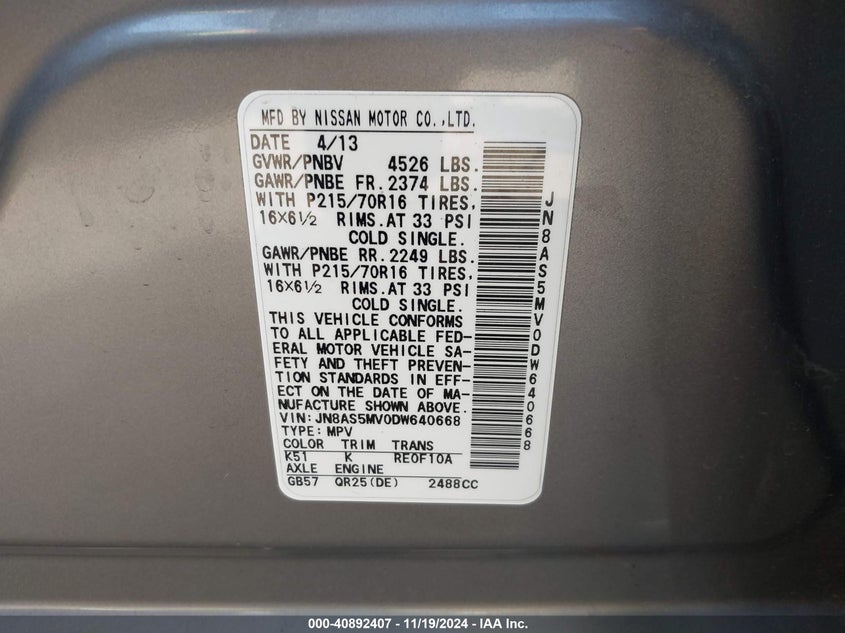 MFD BY NISSAN MOTOR CO.,LTD.
DATE 4/13
GVWR/PNBV 4526 LBS.
GAWR/PNBE FR. 2374 LBS.
WITH P215/70R16 TIRES,
16×6½ RIMS.AT 33 PSI
COLD SINGLE.
GAWR/PNBE RR. 2249 LBS.
WITH P215/70R16 TIRES,
16×6½ RIMS.AT 33 PSI
COLD SINGLE.
THIS VEHICLE CONFORMS
TO ALL APPLICABLE FED-
ERAL MOTOR VEHICLE SA-
FETY AND THEFT PREVEN-
TION STANDARDS IN EFF-
ECT ON THE DATE OF MA-
NUFACTURE SHOWN ABOVE.
VIN: JN8AS5MV0DW640668
TYPE: MPV
COLOR TRIM TRANS
K51 K RE0F10A
AXLE ENGINE
GB57 QR25(DE) 2488CC
JN8AS5MV0DW640668
000-40892407 - 11/19/2024 - IAA Inc.